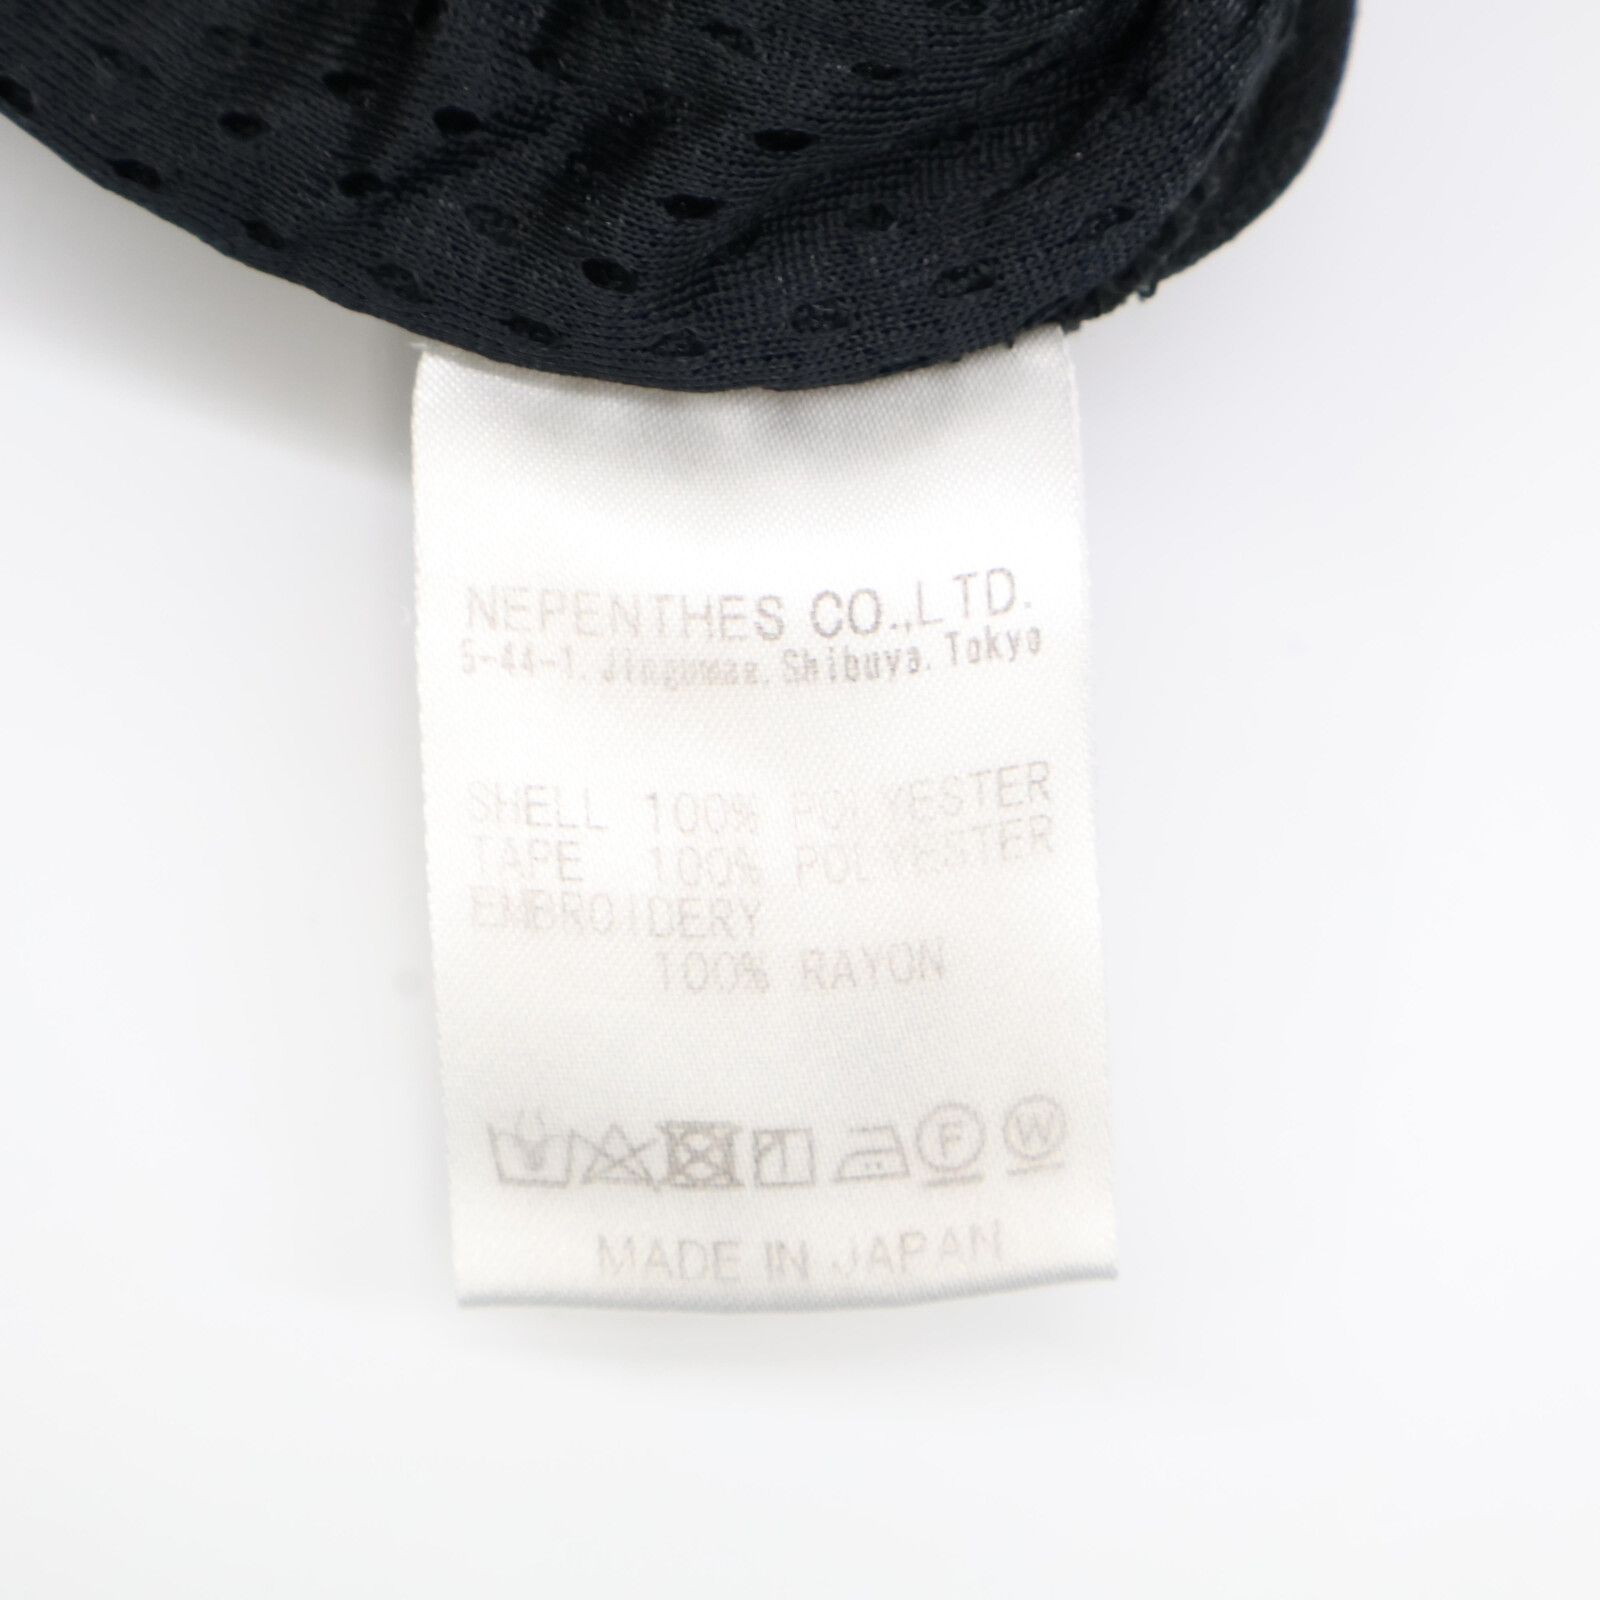 NEPENTHES CO.,LTD.
5-44-1, Jingumae, Shibuya, Tokyo
SHELL 100% POLYESTER
TAPE 100% POLYESTER
EMBROIDERY
100% RAYON
F W
MADE IN JAPAN